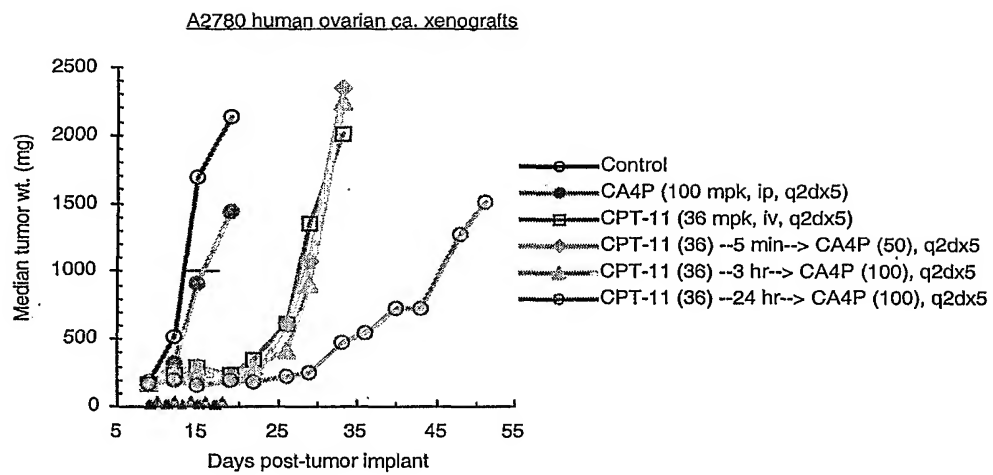 A2780 human ovarian ca. xenografts
Median tumor wt. (mg)
2500
2000
1500
1000
500
0
5
15
25
35
45
55
Days post-tumor implant
Control
CA4P (100 mpk, ip, q2dx5)
CPT-11 (36 mpk, iv, q2dx5)
CPT-11 (36) --5 min--> CA4P (50), q2dx5
CPT-11 (36) --3 hr--> CA4P (100), q2dx5
CPT-11 (36) --24 hr--> CA4P (100), q2dx5